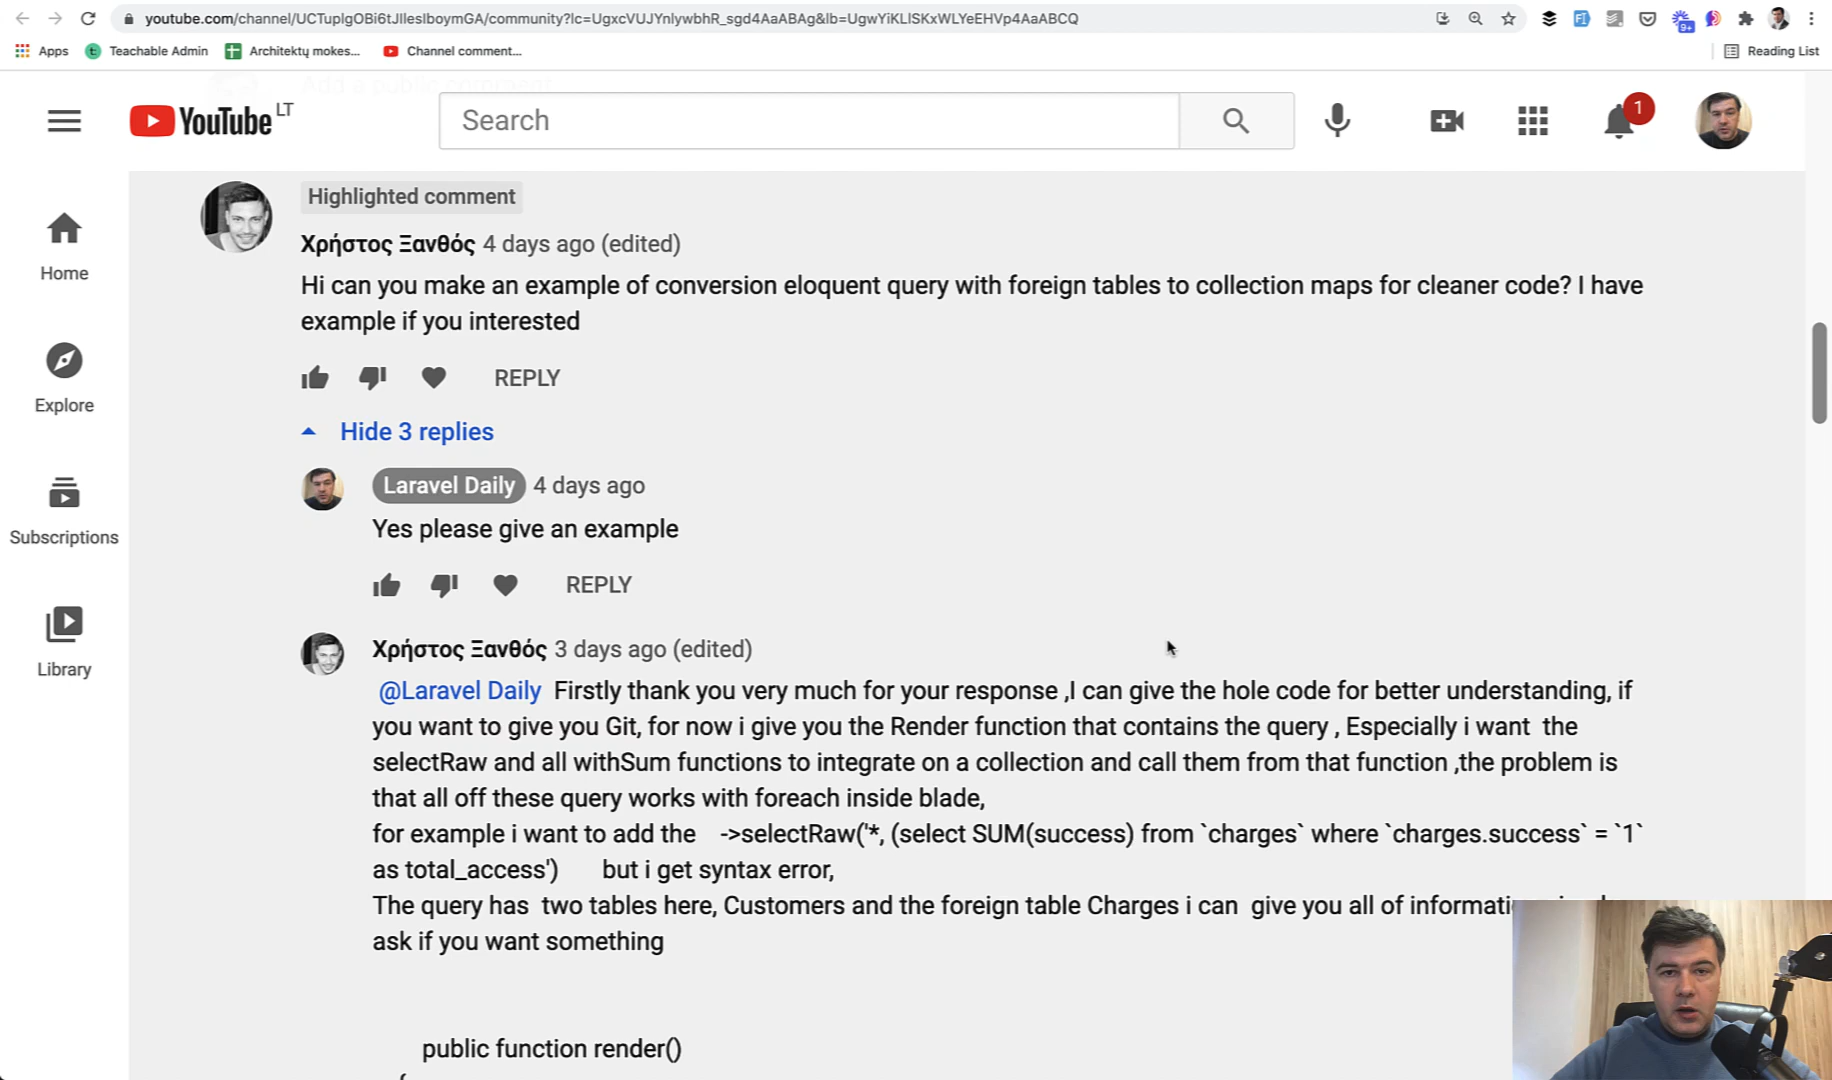 youtube.com/channel/UCTuplgOBi6tJIlesIboymGA/community?lc=UgxcVUJYnlywbhR_sgd4AaABAg&lb=UgwYiKLlSKxWLYeEHVp4AaABCQ
9+
Apps
Teachable Admin
Architektų mokes...
Channel comment...
Reading List
Add a public comment...
YouTube LT
Search
1
Home
Explore
Subscriptions
Library
Highlighted comment
Χρήστος Ξανθός 4 days ago (edited)
Hi can you make an example of conversion eloquent query with foreign tables to collection maps for cleaner code? I have
example if you interested
REPLY
Hide 3 replies
Laravel Daily 4 days ago
Yes please give an example
REPLY
Χρήστος Ξανθός 3 days ago (edited)
@Laravel Daily Firstly thank you very much for your response ,I can give the hole code for better understanding, if
you want to give you Git, for now i give you the Render function that contains the query , Especially i want the
selectRaw and all withSum functions to integrate on a collection and call them from that function ,the problem is
that all off these query works with foreach inside blade,
for example i want to add the ->selectRaw('*, (select SUM(success) from `charges` where `charges.success` = `1`
as total_access') but i get syntax error,
The query has two tables here, Customers and the foreign table Charges i can give you all of
ask if you want something
public function render()
{